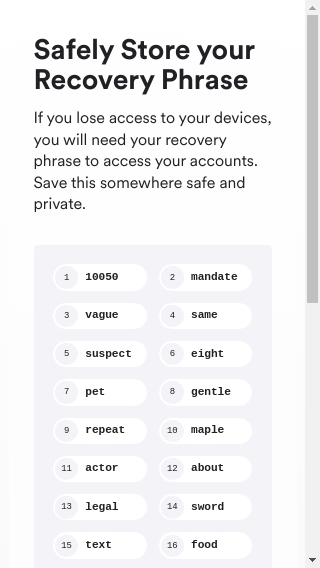 Safely Store your
Recovery Phrase
If you lose access to your devices,
you will need your recovery
phrase to access your accounts.
Save this somewhere safe and
private.
1 10050 2 mandate
3 vague 4 same
5 suspect 6 eight
7 pet 8 gentle
9 repeat 10 maple
11 actor 12 about
13 legal 14 sword
15 text 16 food